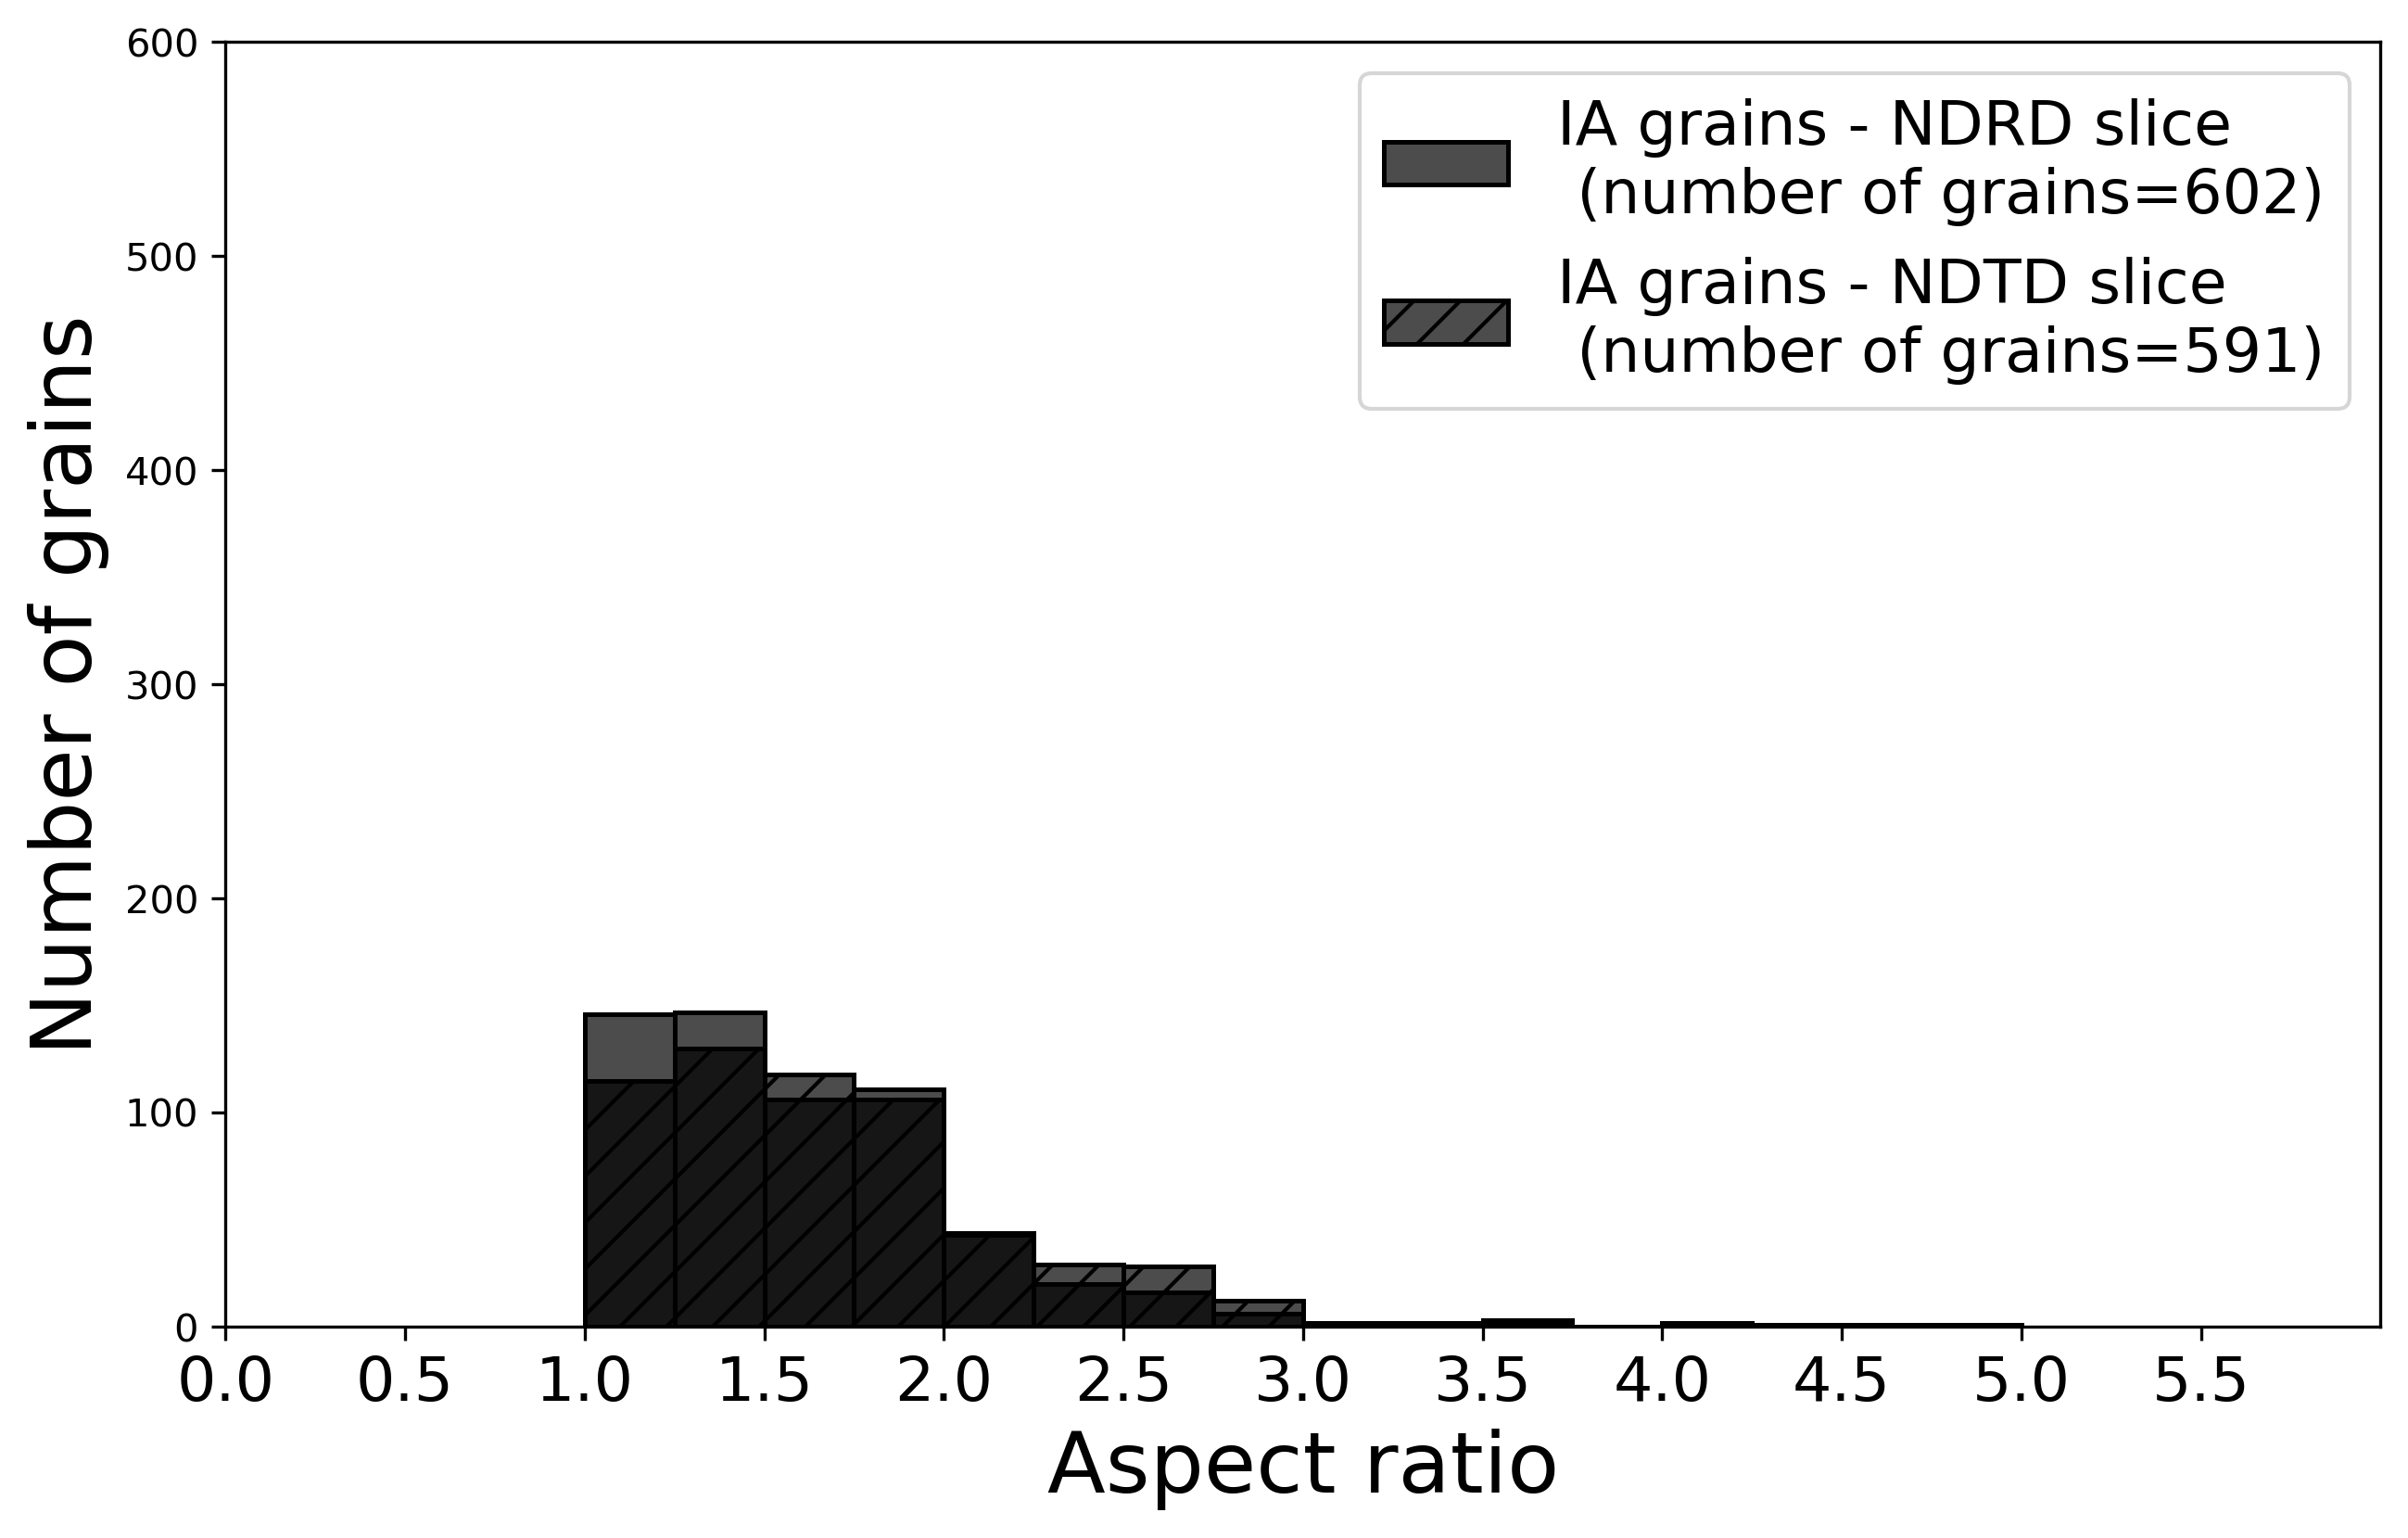 600
500
400
300
200
100
0
Number of grains
IA grains - NDRD slice
(number of grains=602)
IA grains - NDTD slice
(number of grains=591)
0.0 0.5 1.0 1.5 2.0 2.5 3.0 3.5 4.0 4.5 5.0 5.5
Aspect ratio